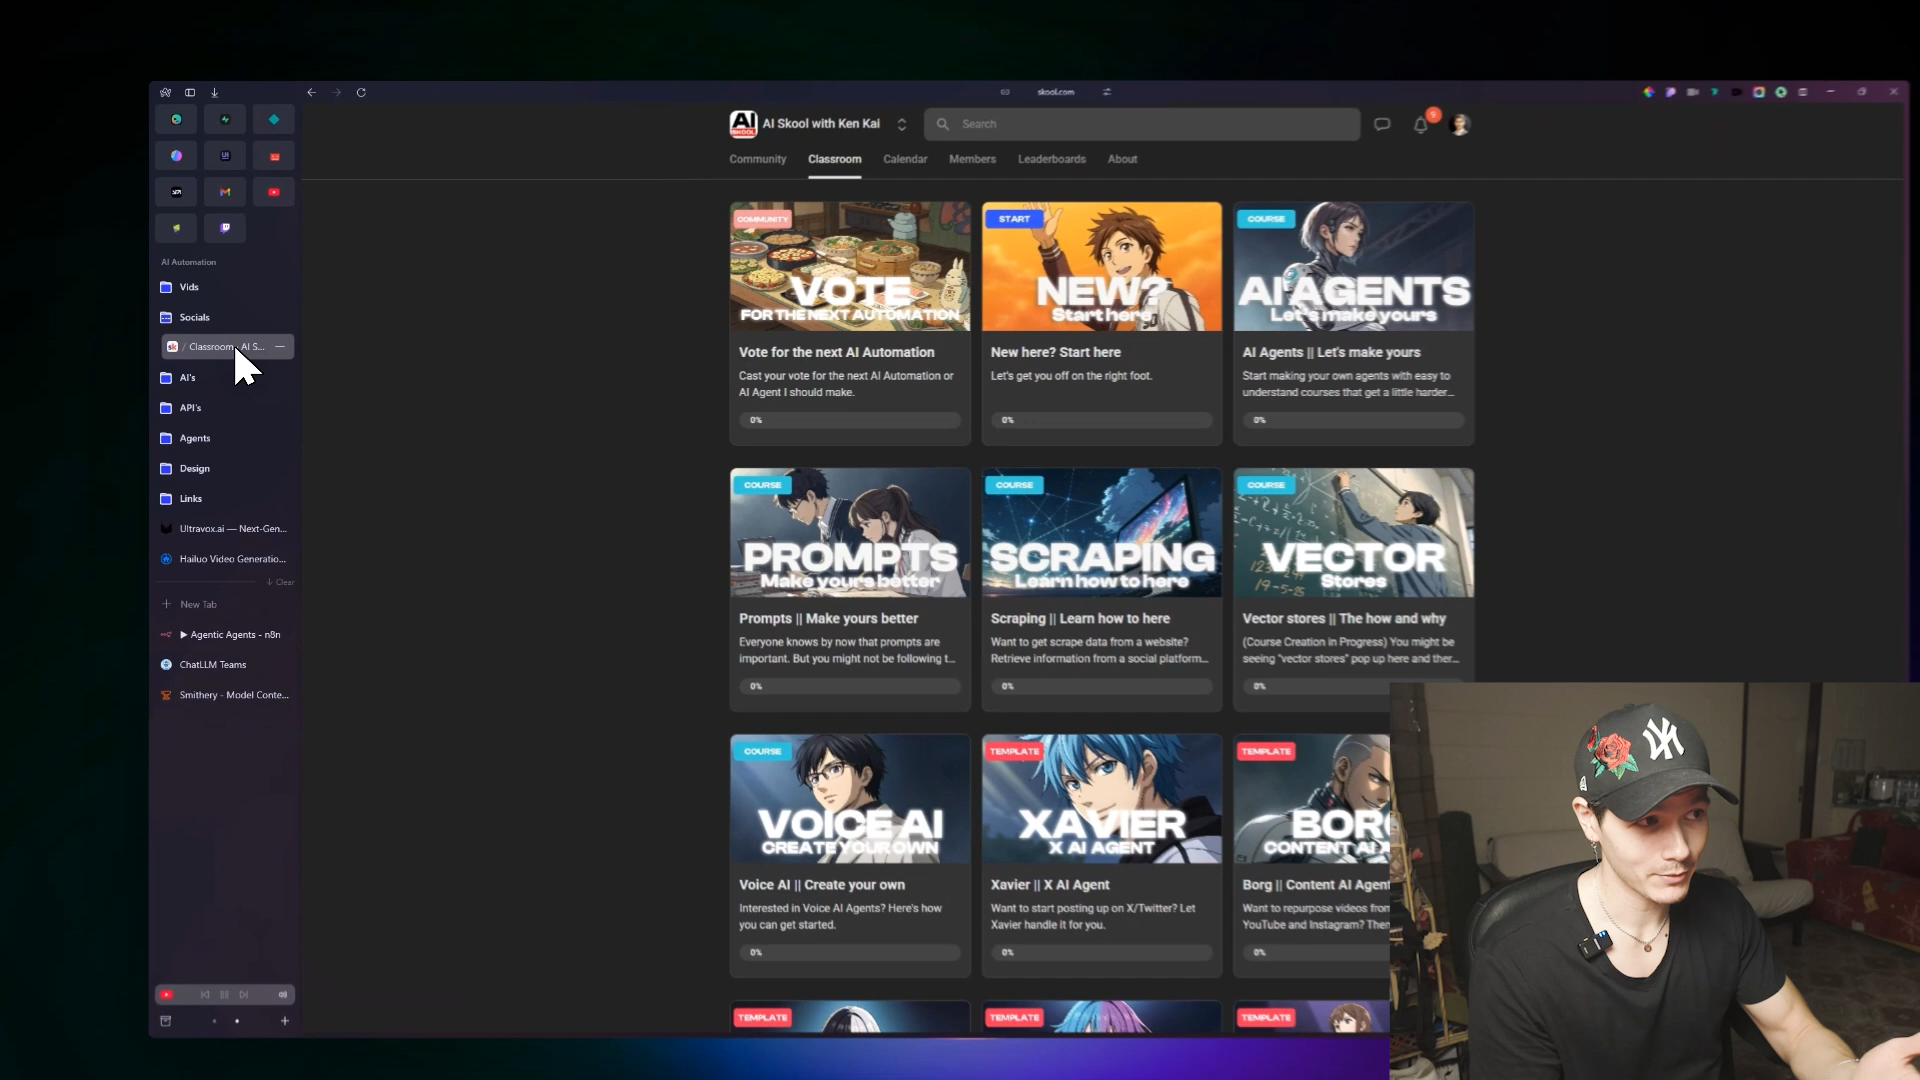 skool.com
AI Automation
Vids
Socials
/ Classroom · AI S...
AI's
API's
Agents
Design
Links
Ultravox.ai — Next-Gen...
Hailuo Video Generatio...
Clear
New Tab
Agentic Agents - n8n
ChatLLM Teams
Smithery - Model Conte...
AI SKOOL
AI Skool with Ken Kai
Search
9
Community
Classroom
Calendar
Members
Leaderboards
About
COMMUNITY
VOTE
FOR THE NEXT AUTOMATION
Vote for the next AI Automation
Cast your vote for the next AI Automation or
AI Agent I should make.
0%
START
NEW?
Start here
New here? Start here
Let's get you off on the right foot.
0%
COURSE
AI AGENTS
Let's make yours
AI Agents || Let's make yours
Start making your own agents with easy to
understand courses that get a little harder...
0%
COURSE
PROMPTS
Make yours better
Prompts || Make yours better
Everyone knows by now that prompts are
important. But you might not be following t...
0%
COURSE
SCRAPING
Learn how to here
Scraping || Learn how to here
Want to get scrape data from a website?
Retrieve information from a social platform...
0%
COURSE
VECTOR
Stores
Vector stores || The how and why
(Course Creation in Progress) You might be
seeing "vector stores" pop up here and ther...
0%
COURSE
VOICE AI
CREATE YOUR OWN
Voice AI || Create your own
Interested in Voice AI Agents? Here's how
you can get started.
0%
TEMPLATE
XAVIER
X AI AGENT
Xavier || X AI Agent
Want to start posting up on X/Twitter? Let
Xavier handle it for you.
0%
TEMPLATE
BOR
CONTENT AI A
Borg || Content AI Agent
Want to repurpose videos from
YouTube and Instagram? Then
0%
TEMPLATE
TEMPLATE
TEMPLATE
NY